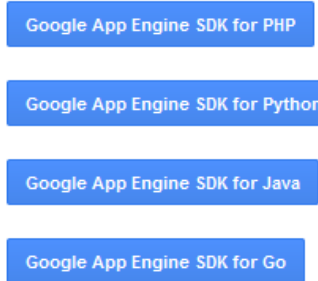 Google App Engine SDK for PHP
Google App Engine SDK for Python
Google App Engine SDK for Java
Google App Engine SDK for Go